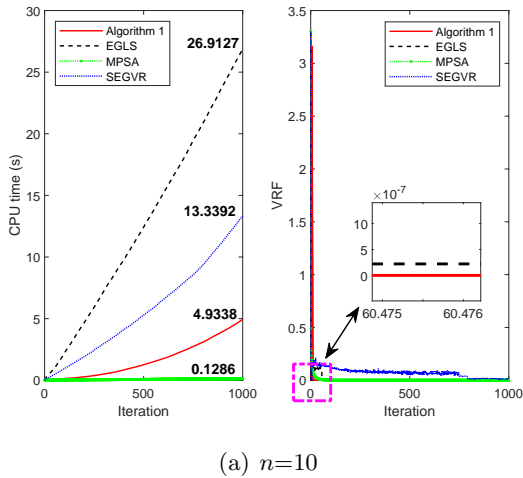 30
25
20
15
10
5
0
CPU time (s)
Algorithm 1
EGLS
MPSA
SEGVR
26.9127
13.3392
4.9338
0.1286
0
500
1000
Iteration
3.5
3
2.5
2
1.5
1
0.5
0
VRF
Algorithm 1
EGLS
MPSA
SEGVR
×10⁻⁷
10
5
0
60.475
60.476
0
500
1000
Iteration
(a) n=10